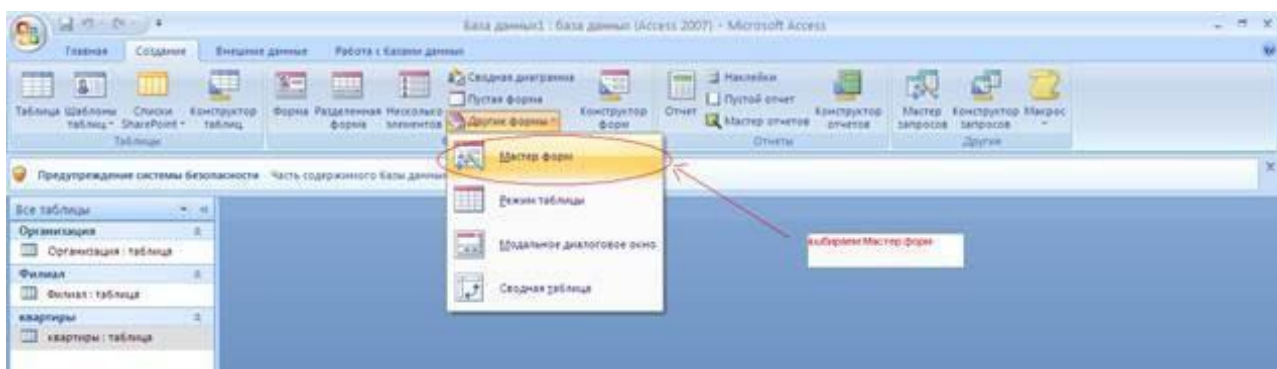 База данных1 : база данных (Access 2007) - Microsoft Access
Главная Создание Внешние данные Работа с базами данных
Таблица Шаблоны таблиц Списки SharePoint Конструктор таблиц
Таблицы
Форма Разделенная форма Несколько элементов
Сводная диаграмма
Пустая форма
Другие формы
Конструктор форм
Отчет
Наклейки
Пустой отчет
Мастер отчетов
Конструктор отчетов
Отчеты
Мастер запросов Конструктор запросов Макрос
Другие
Мастер форм
Режим таблицы
Модальное диалоговое окно
Сводная таблица
Предупреждение системы безопасности Часть содержимого базы данных
Все таблицы
Организация
Организация : таблица
Филиал
Филиал : таблица
квартиры
квартиры : таблица
выбираем Мастер форм